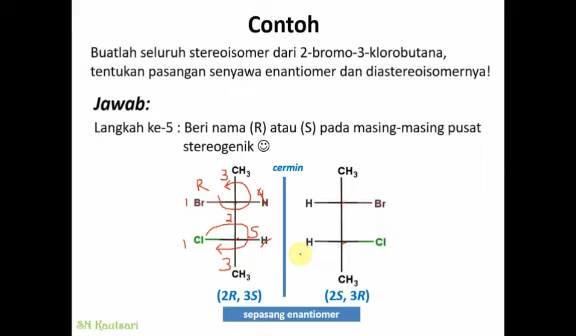 Contoh
Buatlah seluruh stereoisomer dari 2-bromo-3-klorobutana,
tentukan pasangan senyawa enantiomer dan diastereoisomernya!
Jawab:
Langkah ke-5 : Beri nama (R) atau (S) pada masing-masing pusat
stereogenik ☺
3 CH₃ cermin CH₃
R
1 Br H 4 H Br
2
1 Cl S H H Cl
3 CH₃ CH₃
(2R, 3S) (2S, 3R)
sepasang enantiomer
SN Kautsari